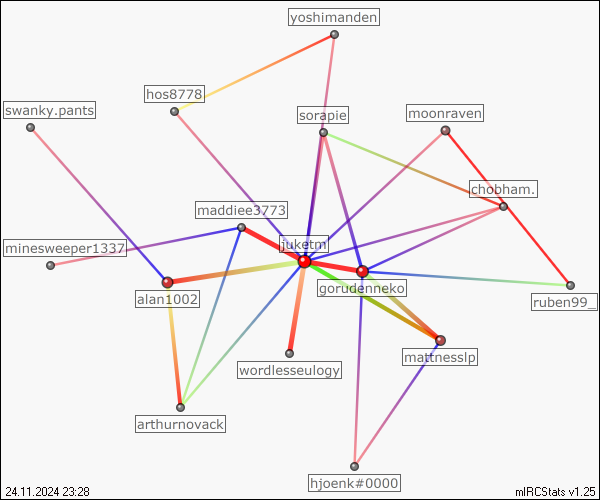 yoshimanden
hos8778
swanky.pants
sorapie
moonraven
chobham.
maddiee3773
minesweeper1337
juketm
gorudenneko
alan1002
ruben99_
mattnesslp
wordlesseulogy
arthurnovack
hjoenk#0000
24.11.2024 23:28
mIRCStats v1.25